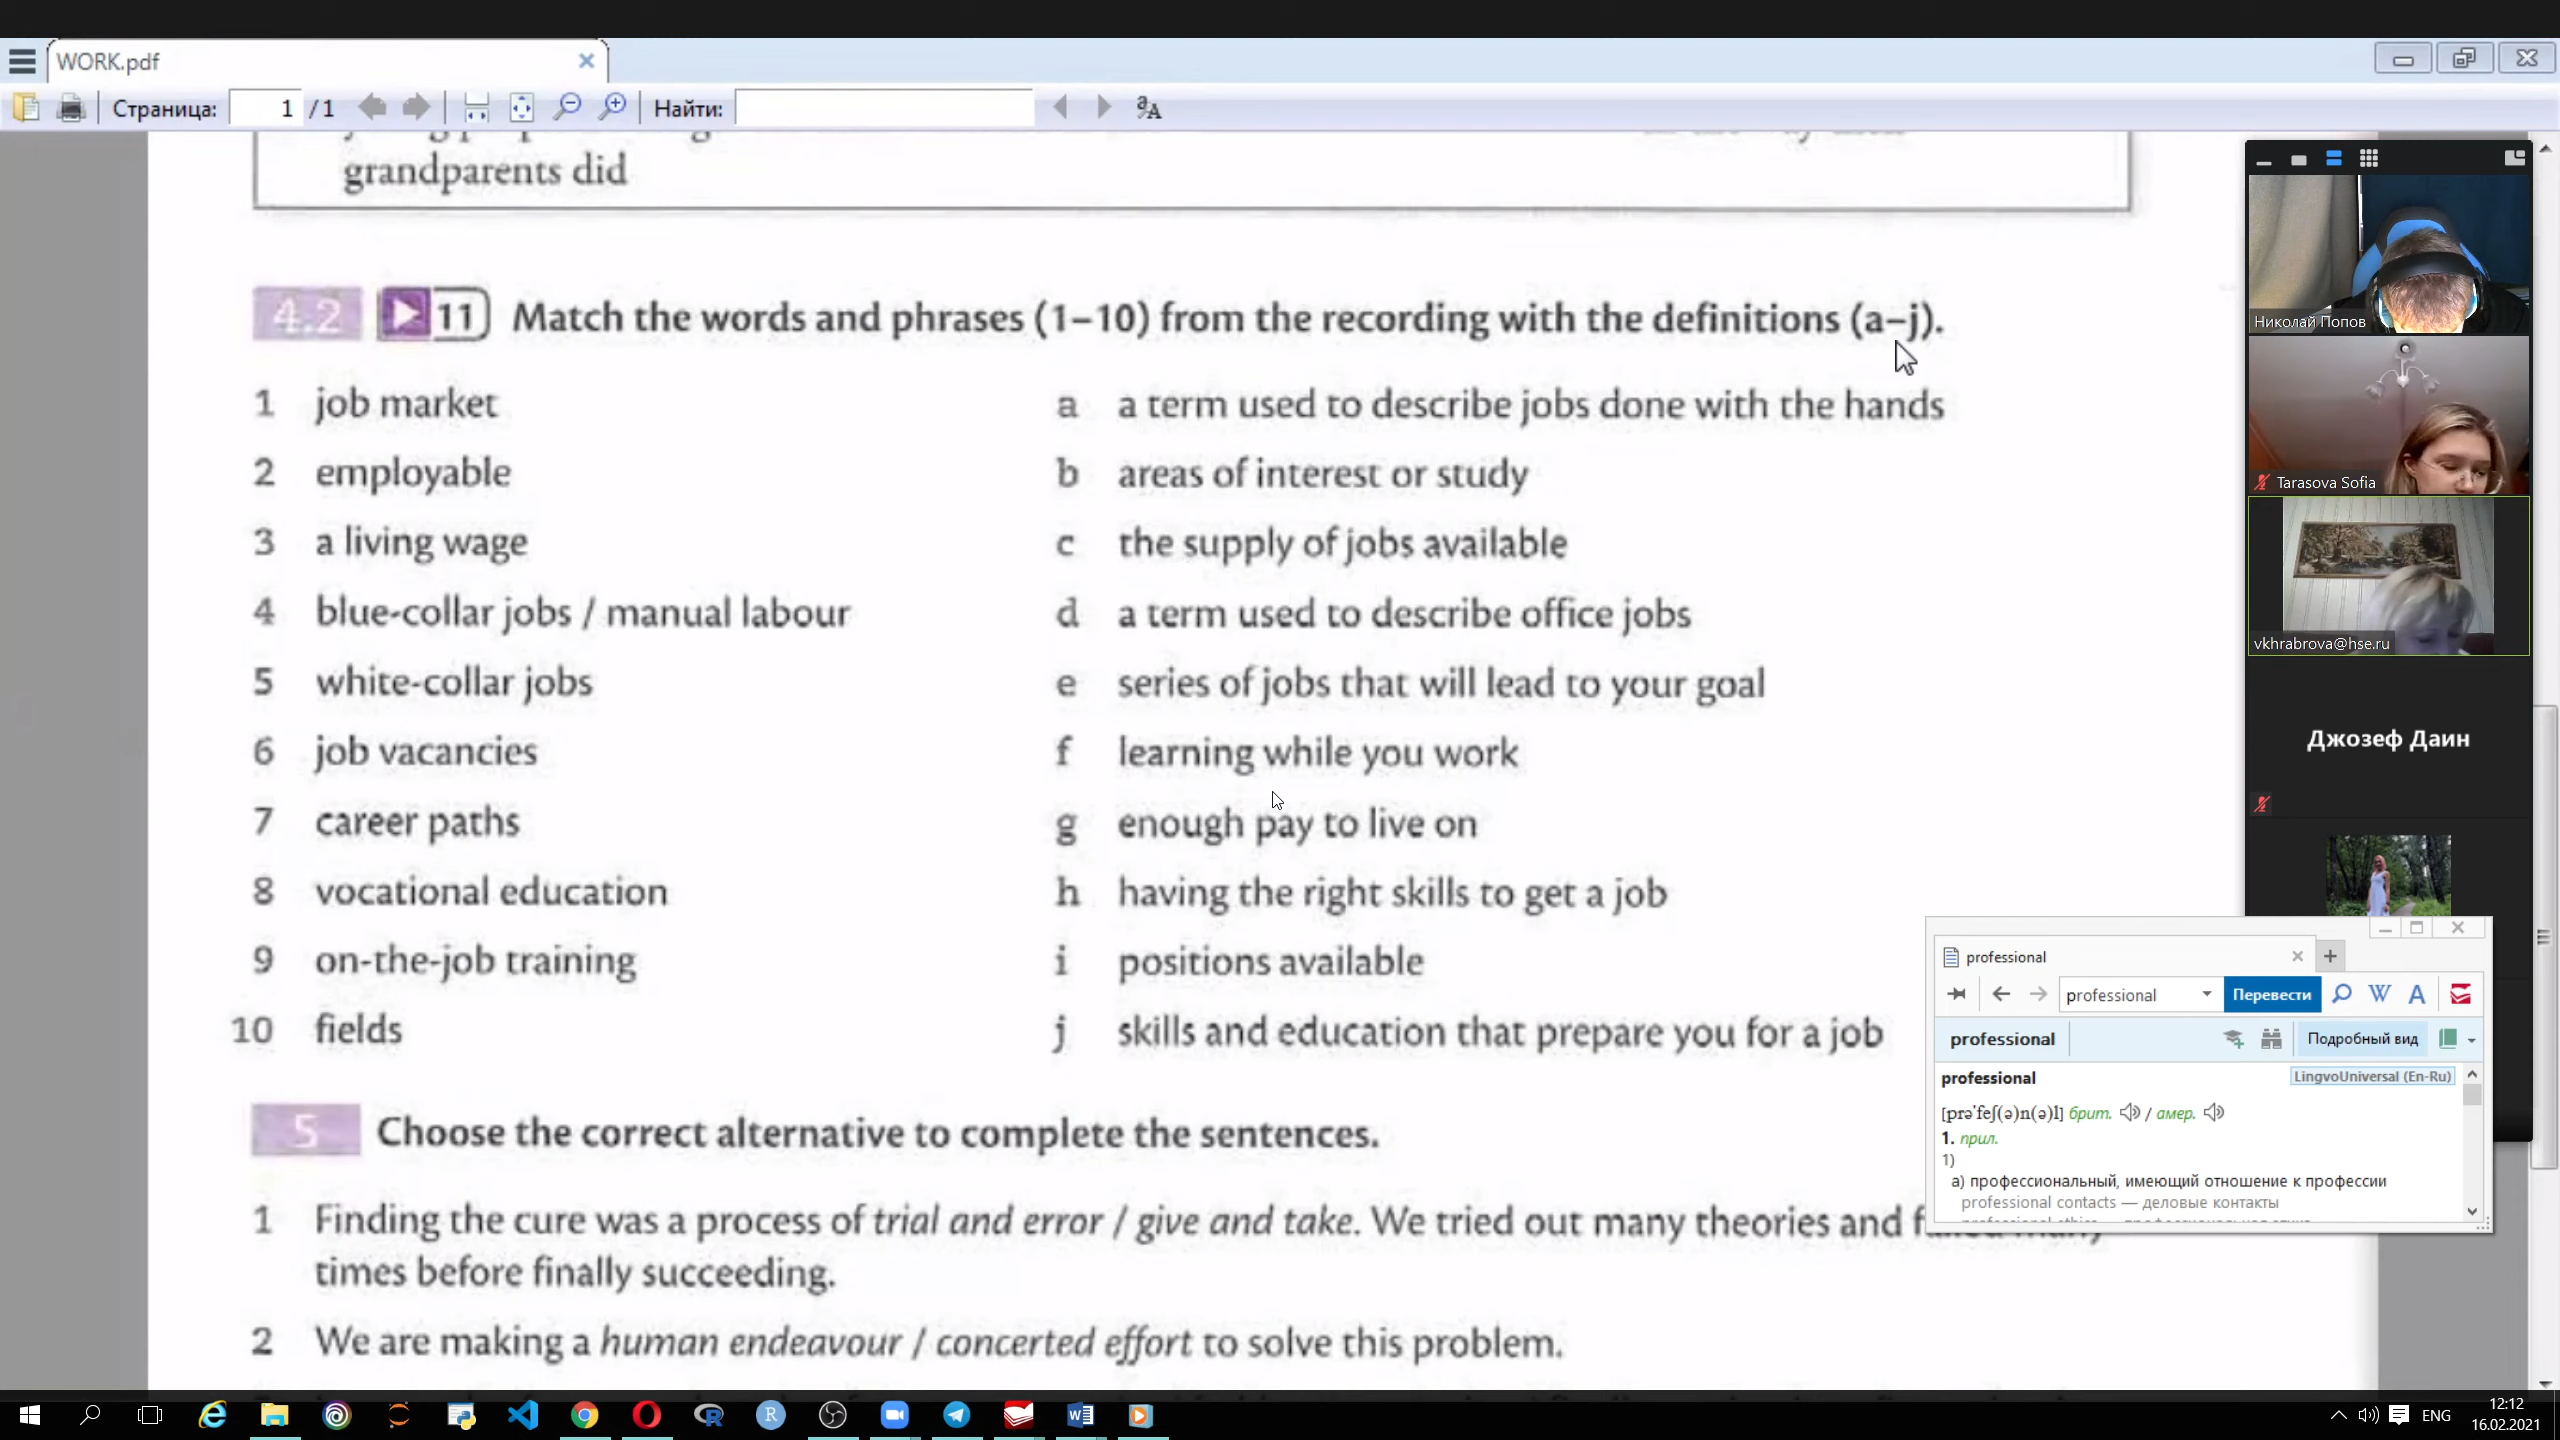 WORK.pdf
Страница: 1 / 1 Найти:
grandparents did
4.2 11 Match the words and phrases (1–10) from the recording with the definitions (a–j).
1 job market
2 employable
3 a living wage
4 blue-collar jobs / manual labour
5 white-collar jobs
6 job vacancies
7 career paths
8 vocational education
9 on-the-job training
10 fields
a a term used to describe jobs done with the hands
b areas of interest or study
c the supply of jobs available
d a term used to describe office jobs
e series of jobs that will lead to your goal
f learning while you work
g enough pay to live on
h having the right skills to get a job
i positions available
j skills and education that prepare you for a job
5 Choose the correct alternative to complete the sentences.
1 Finding the cure was a process of trial and error / give and take. We tried out many theories and
times before finally succeeding.
2 We are making a human endeavour / concerted effort to solve this problem.
Николай Попов
Tarasova Sofia
vkhrabrova@hse.ru
Джозеф Даин
professional
professional Перевести W A
professional Подробный вид
professional LingvoUniversal (En-Ru)
[prə'feʃ(ə)n(ə)l] брит. / амер.
1. прил.
1)
а) профессиональный, имеющий отношение к профессии
professional contacts — деловые контакты
ENG
12:12
16.02.2021